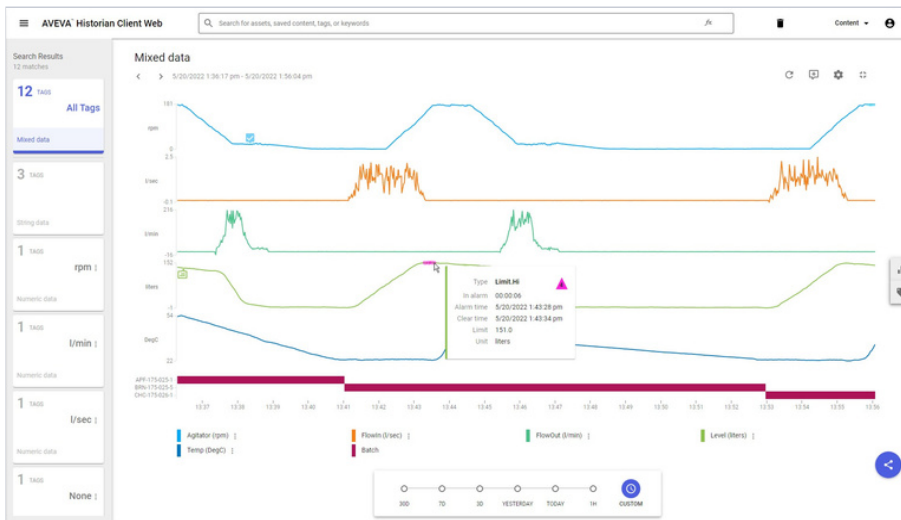 AVEVA™ Historian Client Web
Search for assets, saved content, tags, or keywords
Content
Search Results
12 matches
12 TAGS
All Tags
Mixed data
3 TAGS
String data
1 TAGS
rpm
Numeric data
1 TAGS
l/min
Numeric data
1 TAGS
l/sec
Numeric data
1 TAGS
None
Mixed data
5/20/2022 1:36:17 pm - 5/20/2022 1:56:04 pm
rpm
0
2.5
l/sec
-0.1
216
l/min
152
liters
54
DegC
22
Type Limit.Hi
In alarm 00:00:06
Alarm time 5/20/2022 1:43:28 pm
Clear time 5/20/2022 1:43:34 pm
Limit 151.0
Unit liters
13:37 13:38 13:39 13:40 13:41 13:42 13:43 13:44 13:45 13:46 13:47 13:48 13:49 13:50 13:51 13:52 13:53 13:54 13:55 13:56
Agitator (rpm) FlowIn (l/sec) FlowOut (l/min) Level (liters)
Temp (DegC) Batch
30D 7D 3D YESTERDAY TODAY 1H CUSTOM